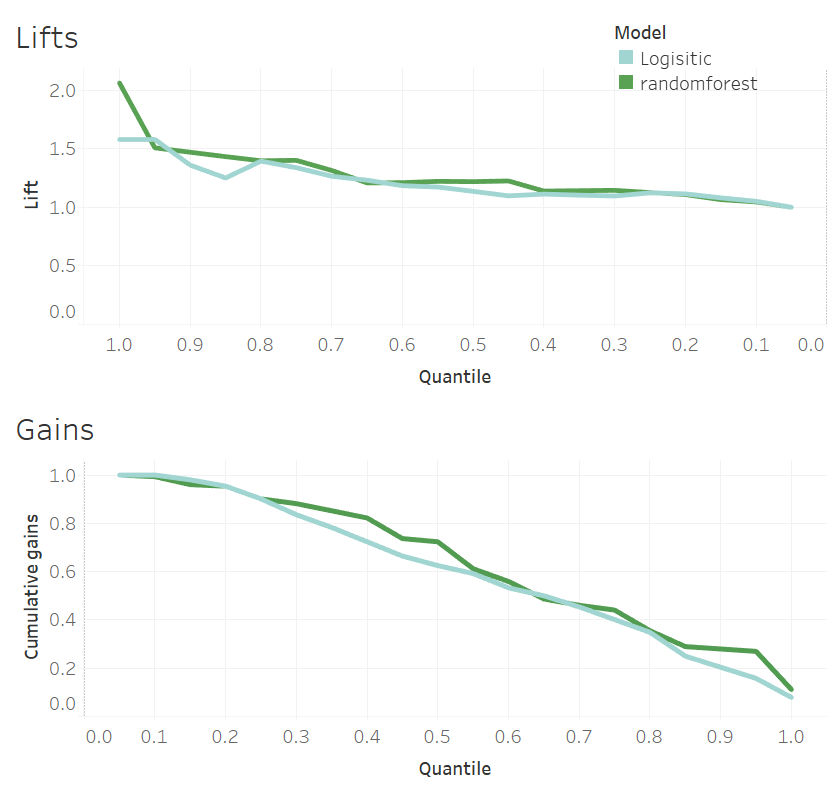 Lifts
Model
Logisitic
randomforest
2.0
1.5
1.0
0.5
0.0
Lift
1.0 0.9 0.8 0.7 0.6 0.5 0.4 0.3 0.2 0.1 0.0
Quantile
Gains
1.0
0.8
0.6
0.4
0.2
0.0
Cumulative gains
0.0 0.1 0.2 0.3 0.4 0.5 0.6 0.7 0.8 0.9 1.0
Quantile